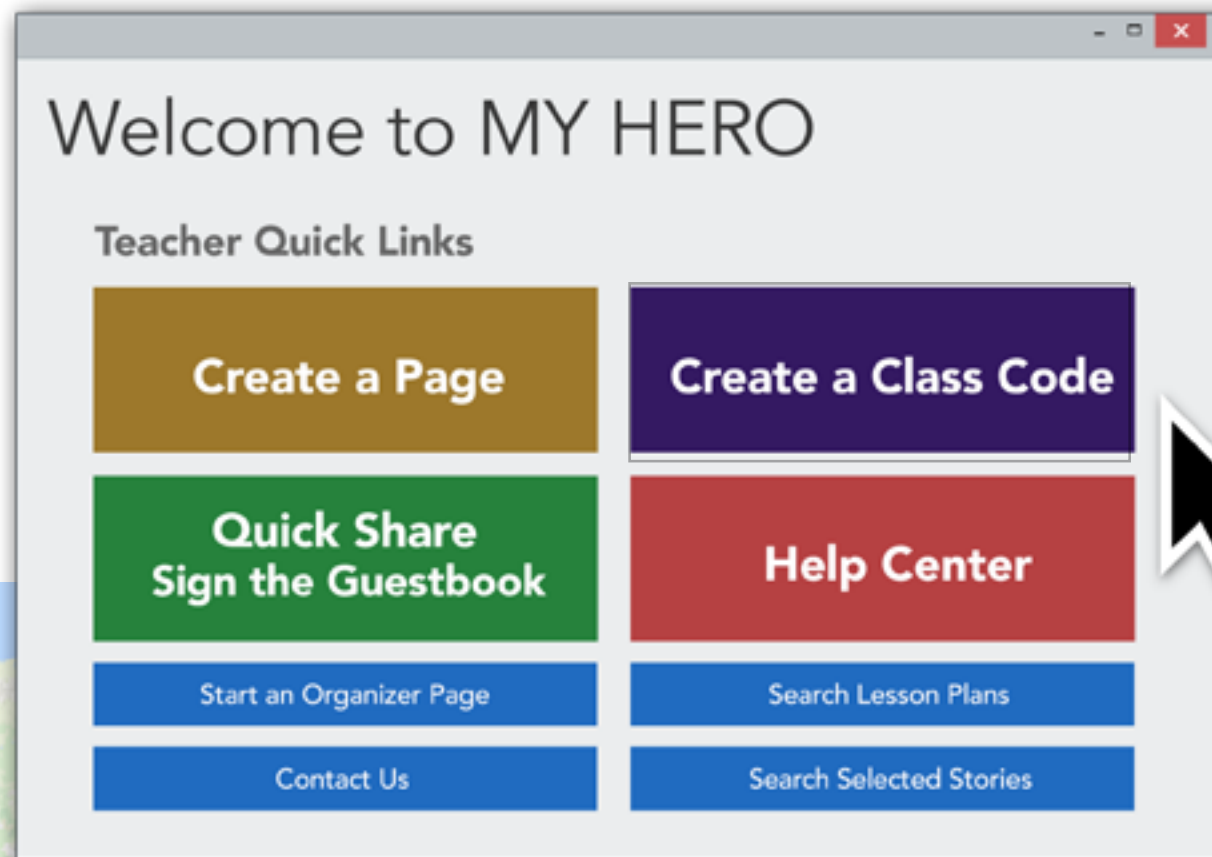 Welcome to MY HERO
Teacher Quick Links
Create a Page
Create a Class Code
Quick Share
Sign the Guestbook
Help Center
Start an Organizer Page
Search Lesson Plans
Contact Us
Search Selected Stories